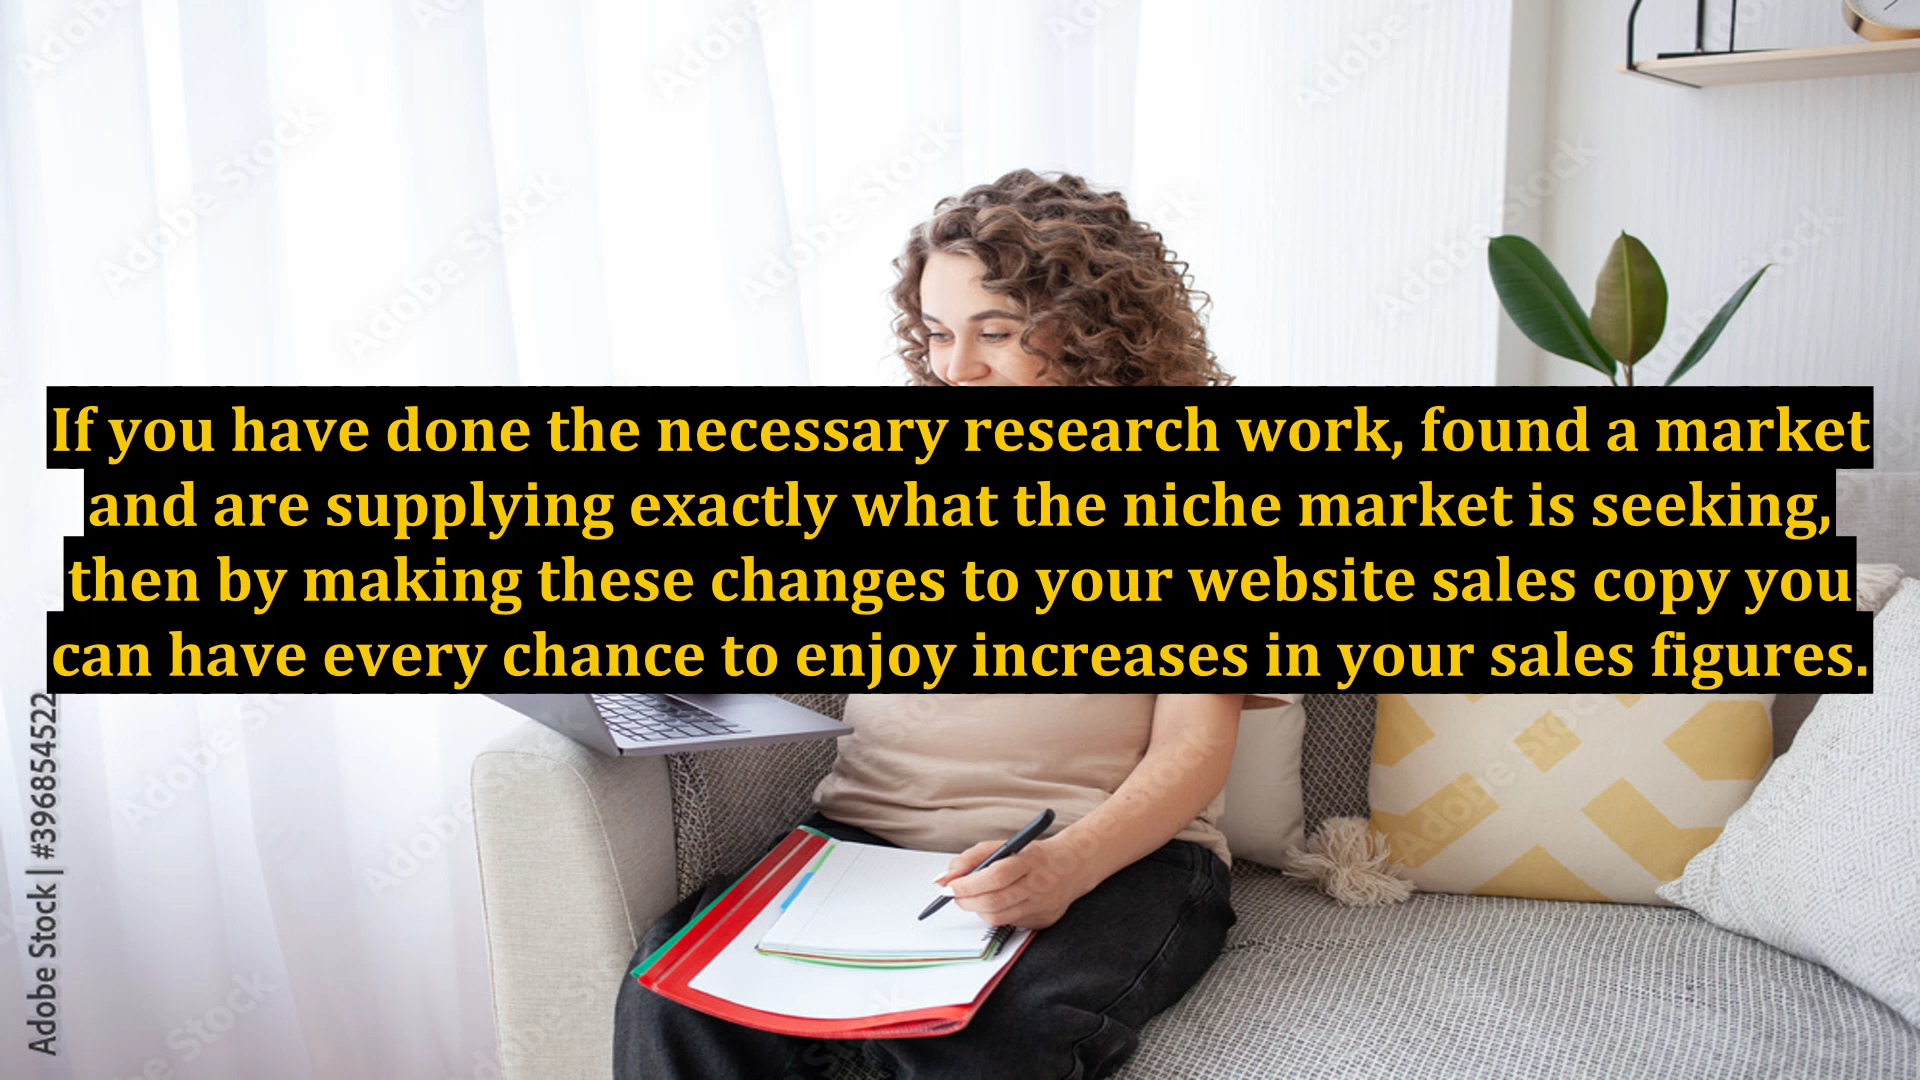 If you have done the necessary research work, found a market
and are supplying exactly what the niche market is seeking,
then by making these changes to your website sales copy you
can have every chance to enjoy increases in your sales figures.
Adobe Stock | #396854522
Adobe Stock